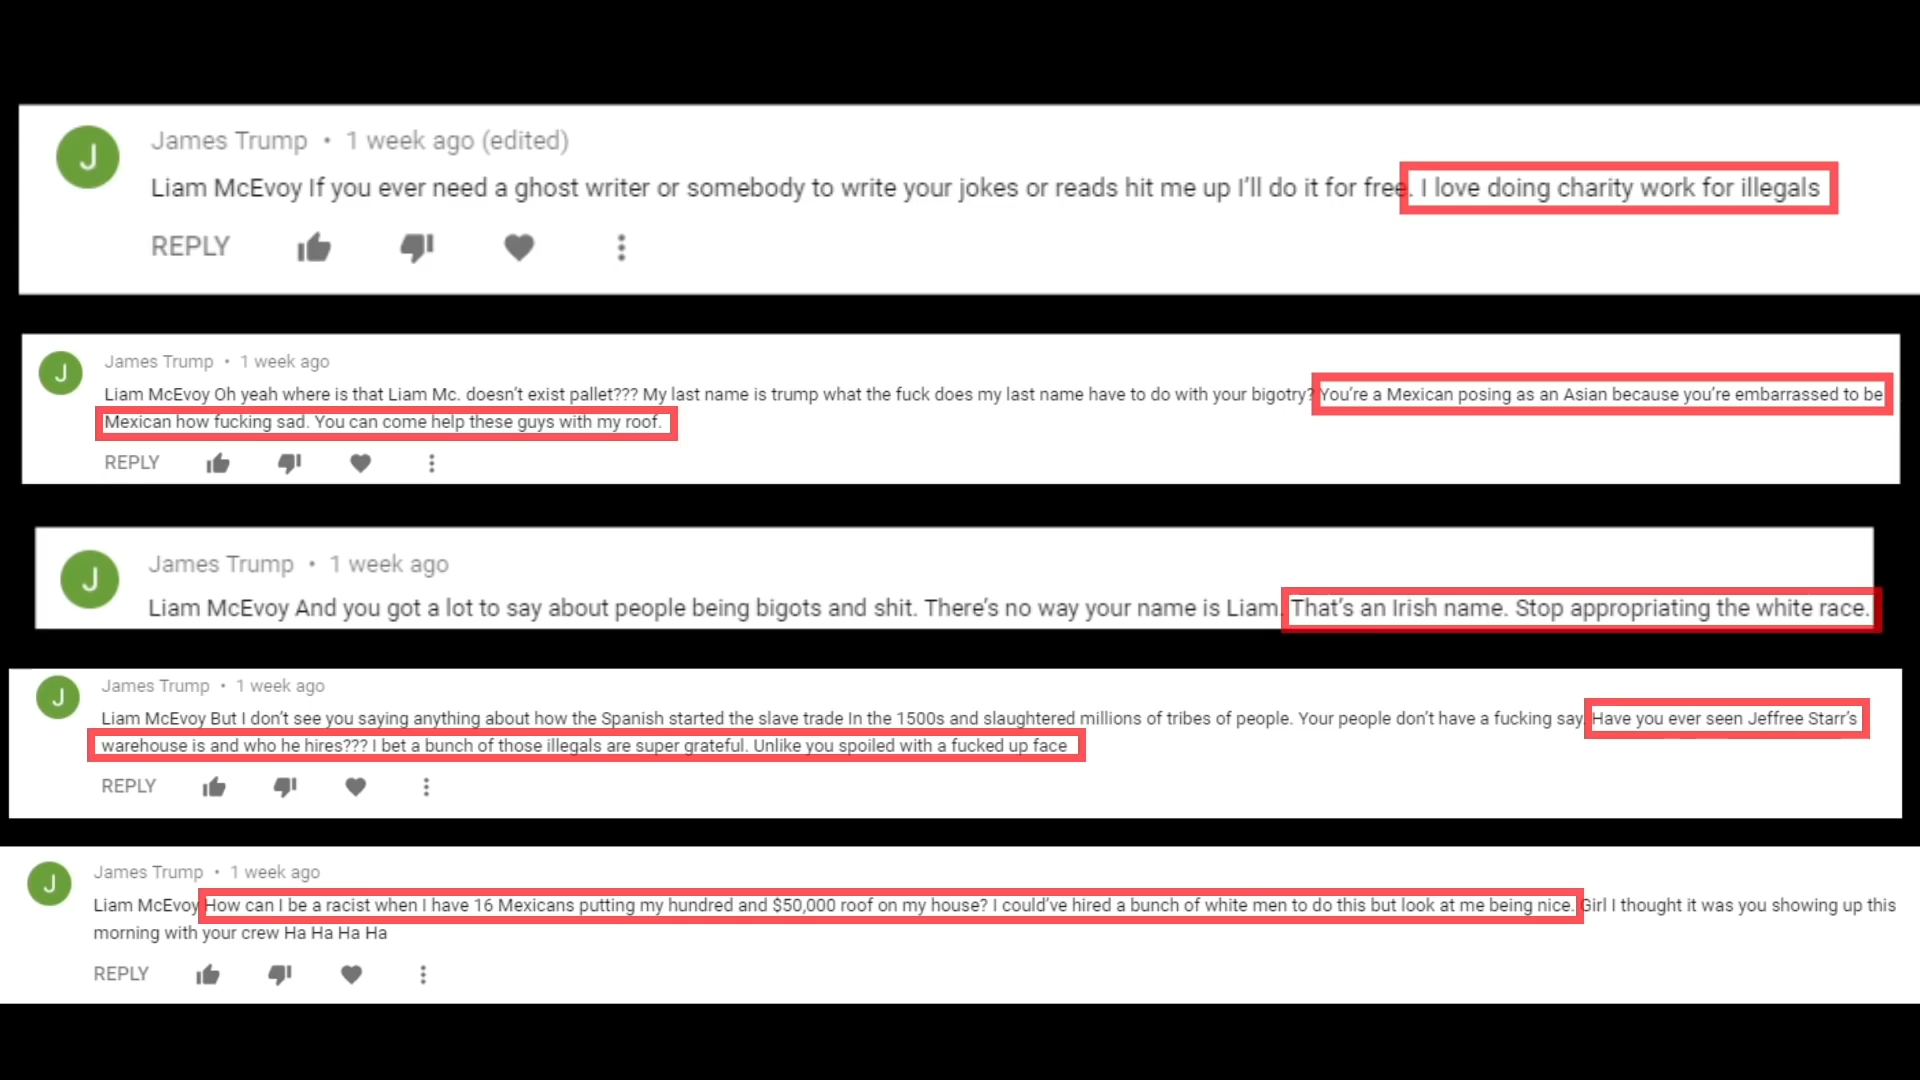 J
James Trump • 1 week ago (edited)
Liam McEvoy If you ever need a ghost writer or somebody to write your jokes or reads hit me up I'll do it for free. I love doing charity work for illegals
REPLY
J
James Trump • 1 week ago
Liam McEvoy Oh yeah where is that Liam Mc. doesn't exist pallet??? My last name is trump what the fuck does my last name have to do with your bigotry? You're a Mexican posing as an Asian because you're embarrassed to be
Mexican how fucking sad. You can come help these guys with my roof.
REPLY
J
James Trump • 1 week ago
Liam McEvoy And you got a lot to say about people being bigots and shit. There's no way your name is Liam. That's an Irish name. Stop appropriating the white race.
J
James Trump • 1 week ago
Liam McEvoy But I don't see you saying anything about how the Spanish started the slave trade In the 1500s and slaughtered millions of tribes of people. Your people don't have a fucking say. Have you ever seen Jeffree Starr's
warehouse is and who he hires??? I bet a bunch of those illegals are super grateful. Unlike you spoiled with a fucked up face
REPLY
J
James Trump • 1 week ago
Liam McEvoy How can I be a racist when I have 16 Mexicans putting my hundred and $50,000 roof on my house? I could've hired a bunch of white men to do this but look at me being nice. Girl I thought it was you showing up this
morning with your crew Ha Ha Ha Ha
REPLY